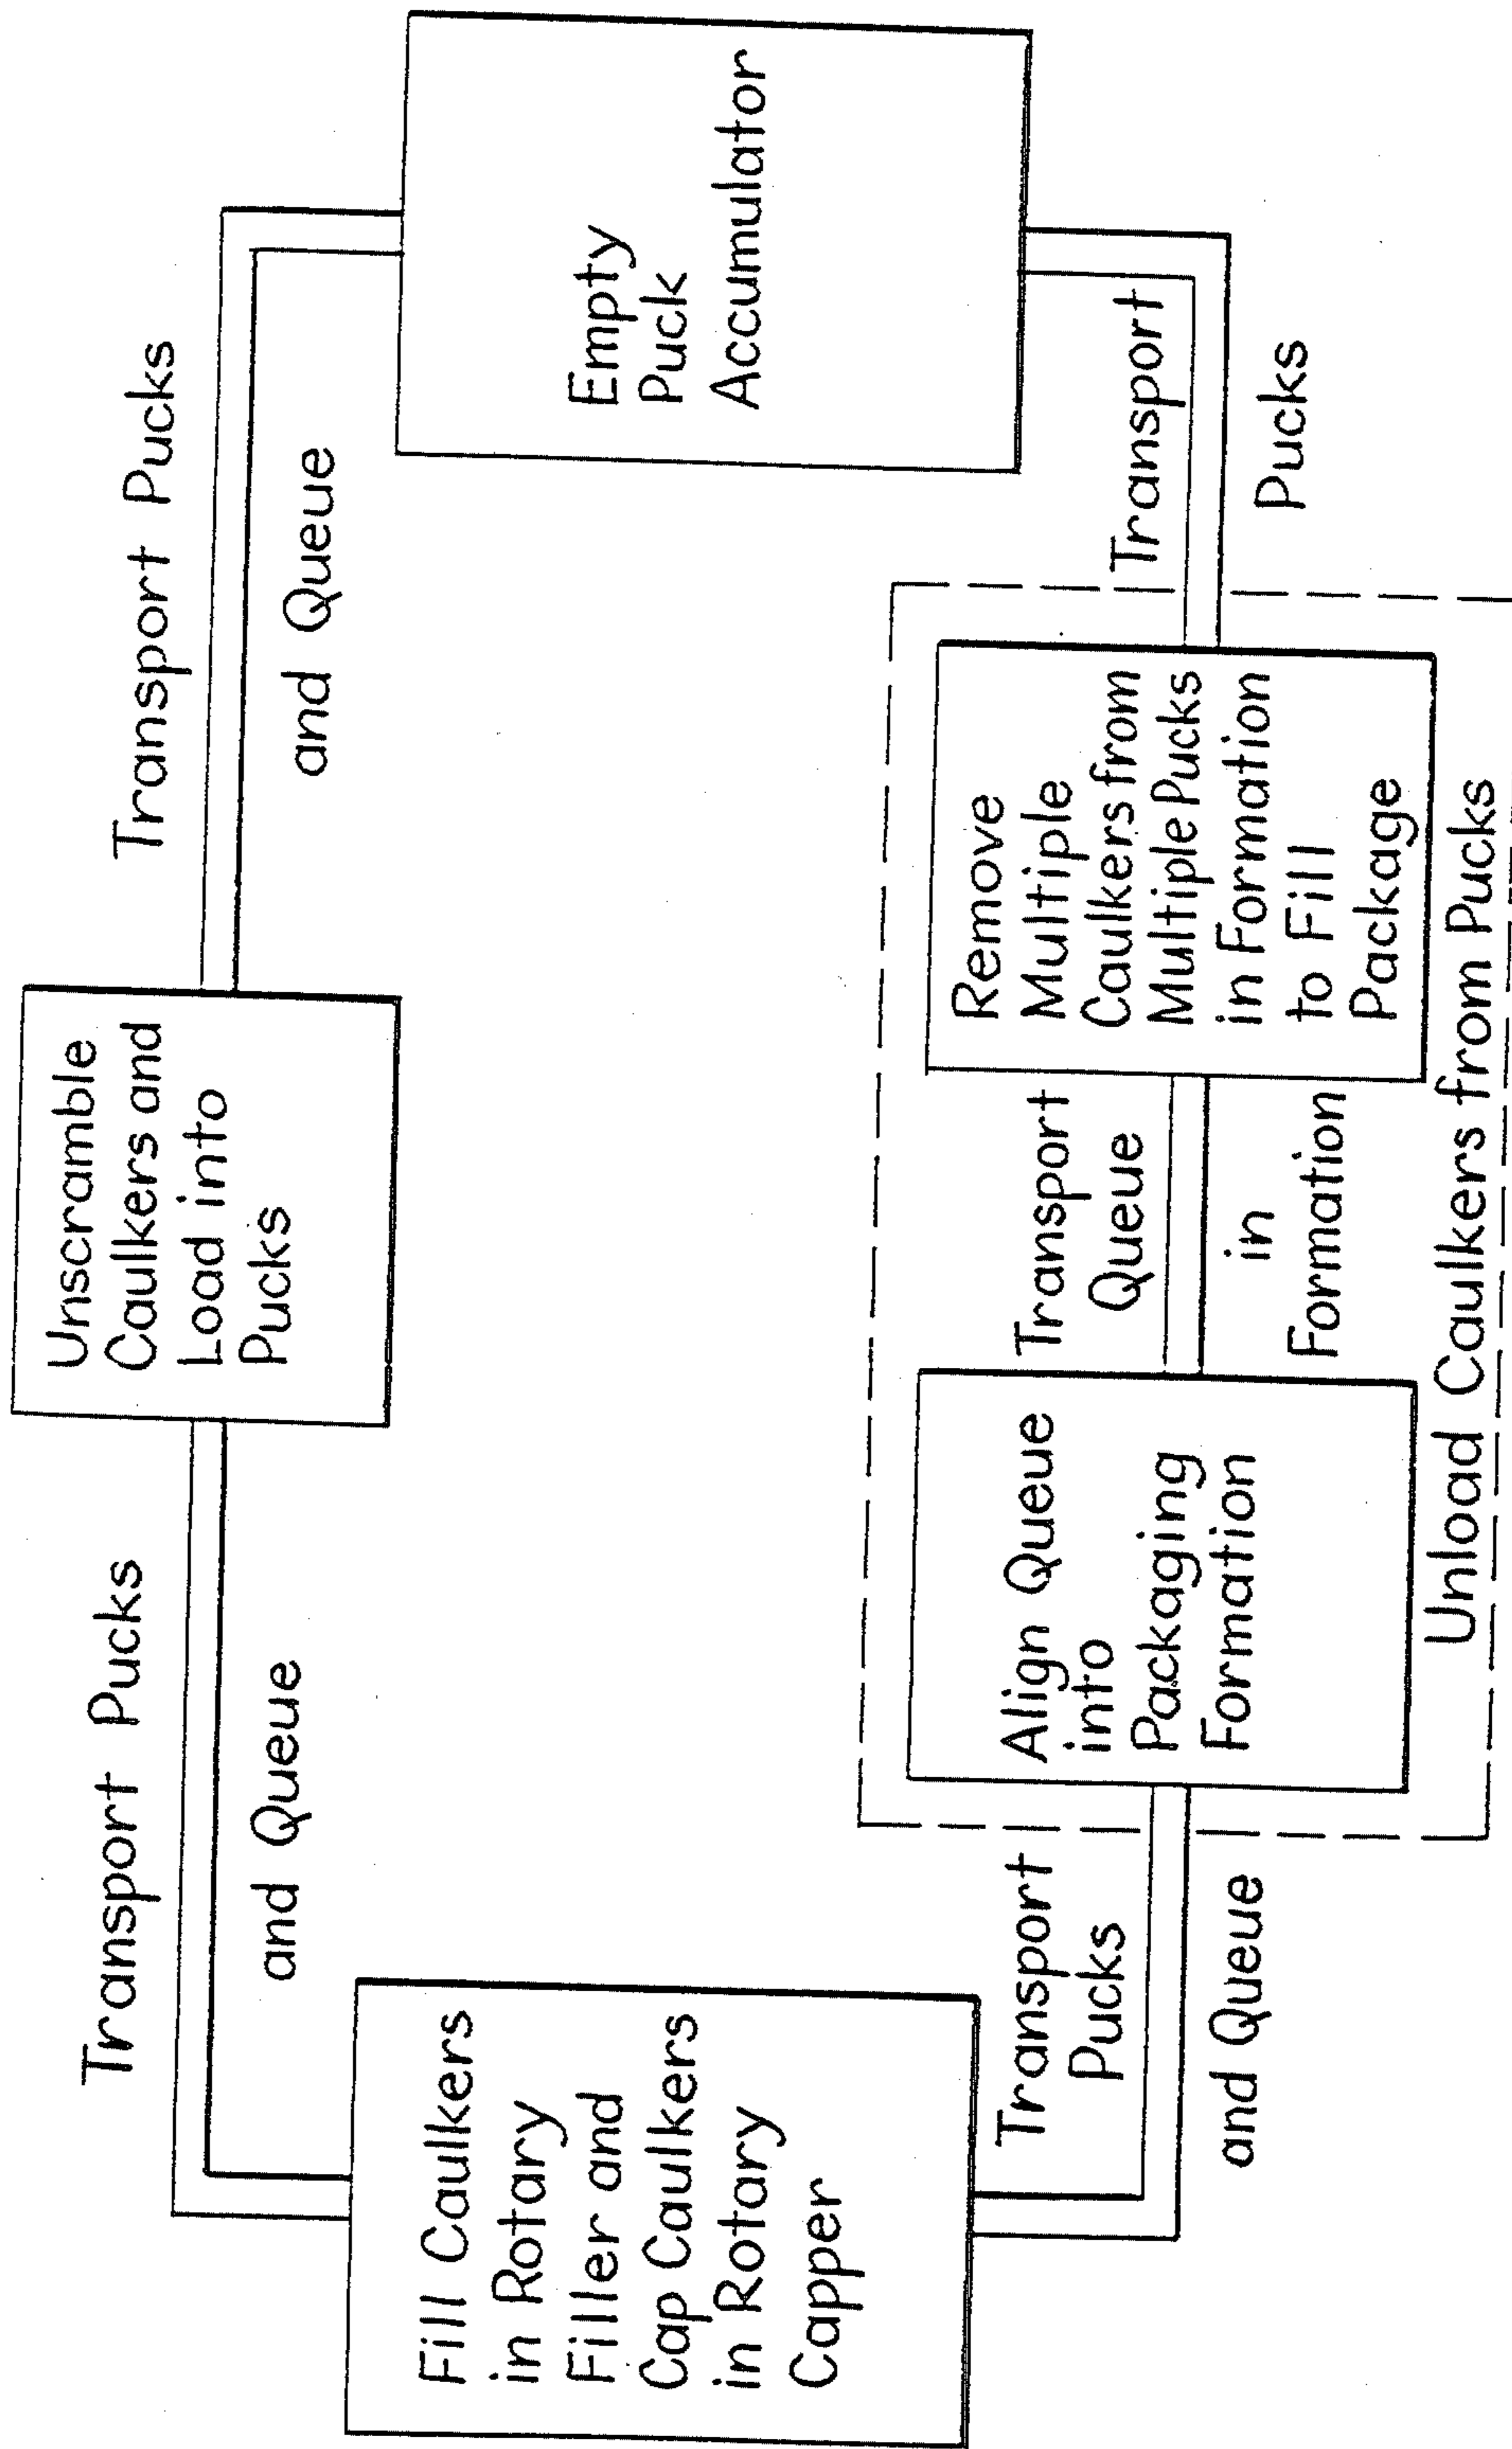 Transport Pucks
and Queue
Unscramble
Caulkers and
Load into
Pucks
Transport Pucks
and Queue
Fill Caulkers
in Rotary
Filler and
Cap Caulkers
in Rotary
Capper
Empty
Puck
Accumulator
Transport
Pucks
and Queue
Align Queue
into
Packaging
Formation
Transport
Queue
in
Formation
Remove
Multiple
Caulkers from
Multiple Pucks
in Formation
to Fill
Package
Transport
Pucks
Unload Caulkers from Pucks